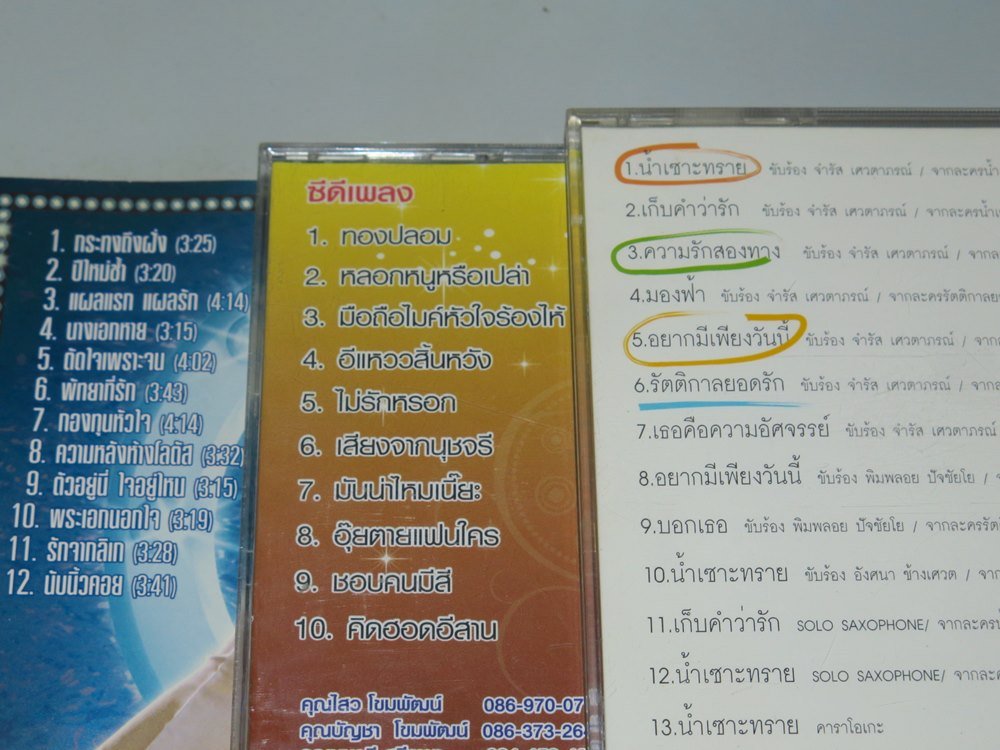 1. กระทงถึงฝั่ง (3:25)
2. ปีใหม่ช้ำ (3:20)
3. แผลแรก แผลรัก (4:14)
4. นางเอกหาย (3:15)
5. ตัดใจเพราะจน (4:02)
6. พัทยาที่รัก (3:43)
7. กองทุนหัวใจ (4:14)
8. ความหลังห้างโลตัส (3:32)
9. ตัวอยู่นี่ ใจอยู่ไหน (3:15)
10. พระเอกนอกใจ (3:19)
11. รักจากลิเก (3:28)
12. นับนิ้วคอย (3:41)
ซีดีเพลง
1. ทองปลอม
2. หลอกหนูหรือเปล่า
3. มือถือไมค์หัวใจร้องไห้
4. อีแหววสิ้นหวัง
5. ไม่รักหรอก
6. เสียงจากนุชจรี
7. มันน่าไหมเนี๊ยะ
8. อุ๊ยตายแฟนใคร
9. ชอบคนมีสี
10. คิดฮอดอีสาน
คุณไสว โขมพัฒน์ 086-970-07
คุณบัญชา โขมพัฒน์ 086-373-26
1.น้ำเซาะทราย ขับร้อง จำรัส เศวตาภรณ์ / จากละครน้ำ
2.เก็บคำว่ารัก ขับร้อง จำรัส เศวตาภรณ์ / จากละครน้ำ
3.ความรักสองทาง ขับร้อง จำรัส เศวตาภรณ์ / จากละ
4.มองฟ้า ขับร้อง จำรัส เศวตาภรณ์ / จากละครรัตติกาลย
5.อยากมีเพียงวันนี้ ขับร้อง จำรัส เศวตาภรณ์ / จากล
6.รัตติกาลยอดรัก ขับร้อง จำรัส เศวตาภรณ์ / จาก
7.เธอคือความอัศจรรย์ ขับร้อง จำรัส เศวตาภรณ์
8.อยากมีเพียงวันนี้ ขับร้อง พิมพลอย ปัจชัยโย /
9.บอกเธอ ขับร้อง พิมพลอย ปัจชัยโย / จากละครรัต
10.น้ำเซาะทราย ขับร้อง อังศนา ช้างเศวต / จาก
11.เก็บคำว่ารัก SOLO SAXOPHONE/ จากละคร
12.น้ำเซาะทราย SOLO SAXOPHONE/ จากละ
13.น้ำเซาะทราย คาราโอเกะ